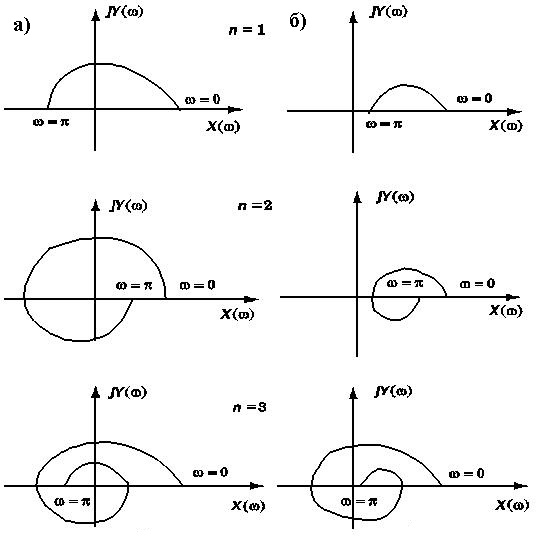 а) jY(ω) n = 1 б) jY(ω)
ω = 0 ω = 0
ω = π X(ω) ω = π X(ω)
jY(ω) n = 2 jY(ω)
ω = π ω = 0 ω = π ω = 0
X(ω) X(ω)
jY(ω) n = 3 jY(ω)
ω = 0 ω = 0
ω = π X(ω) ω = π X(ω)